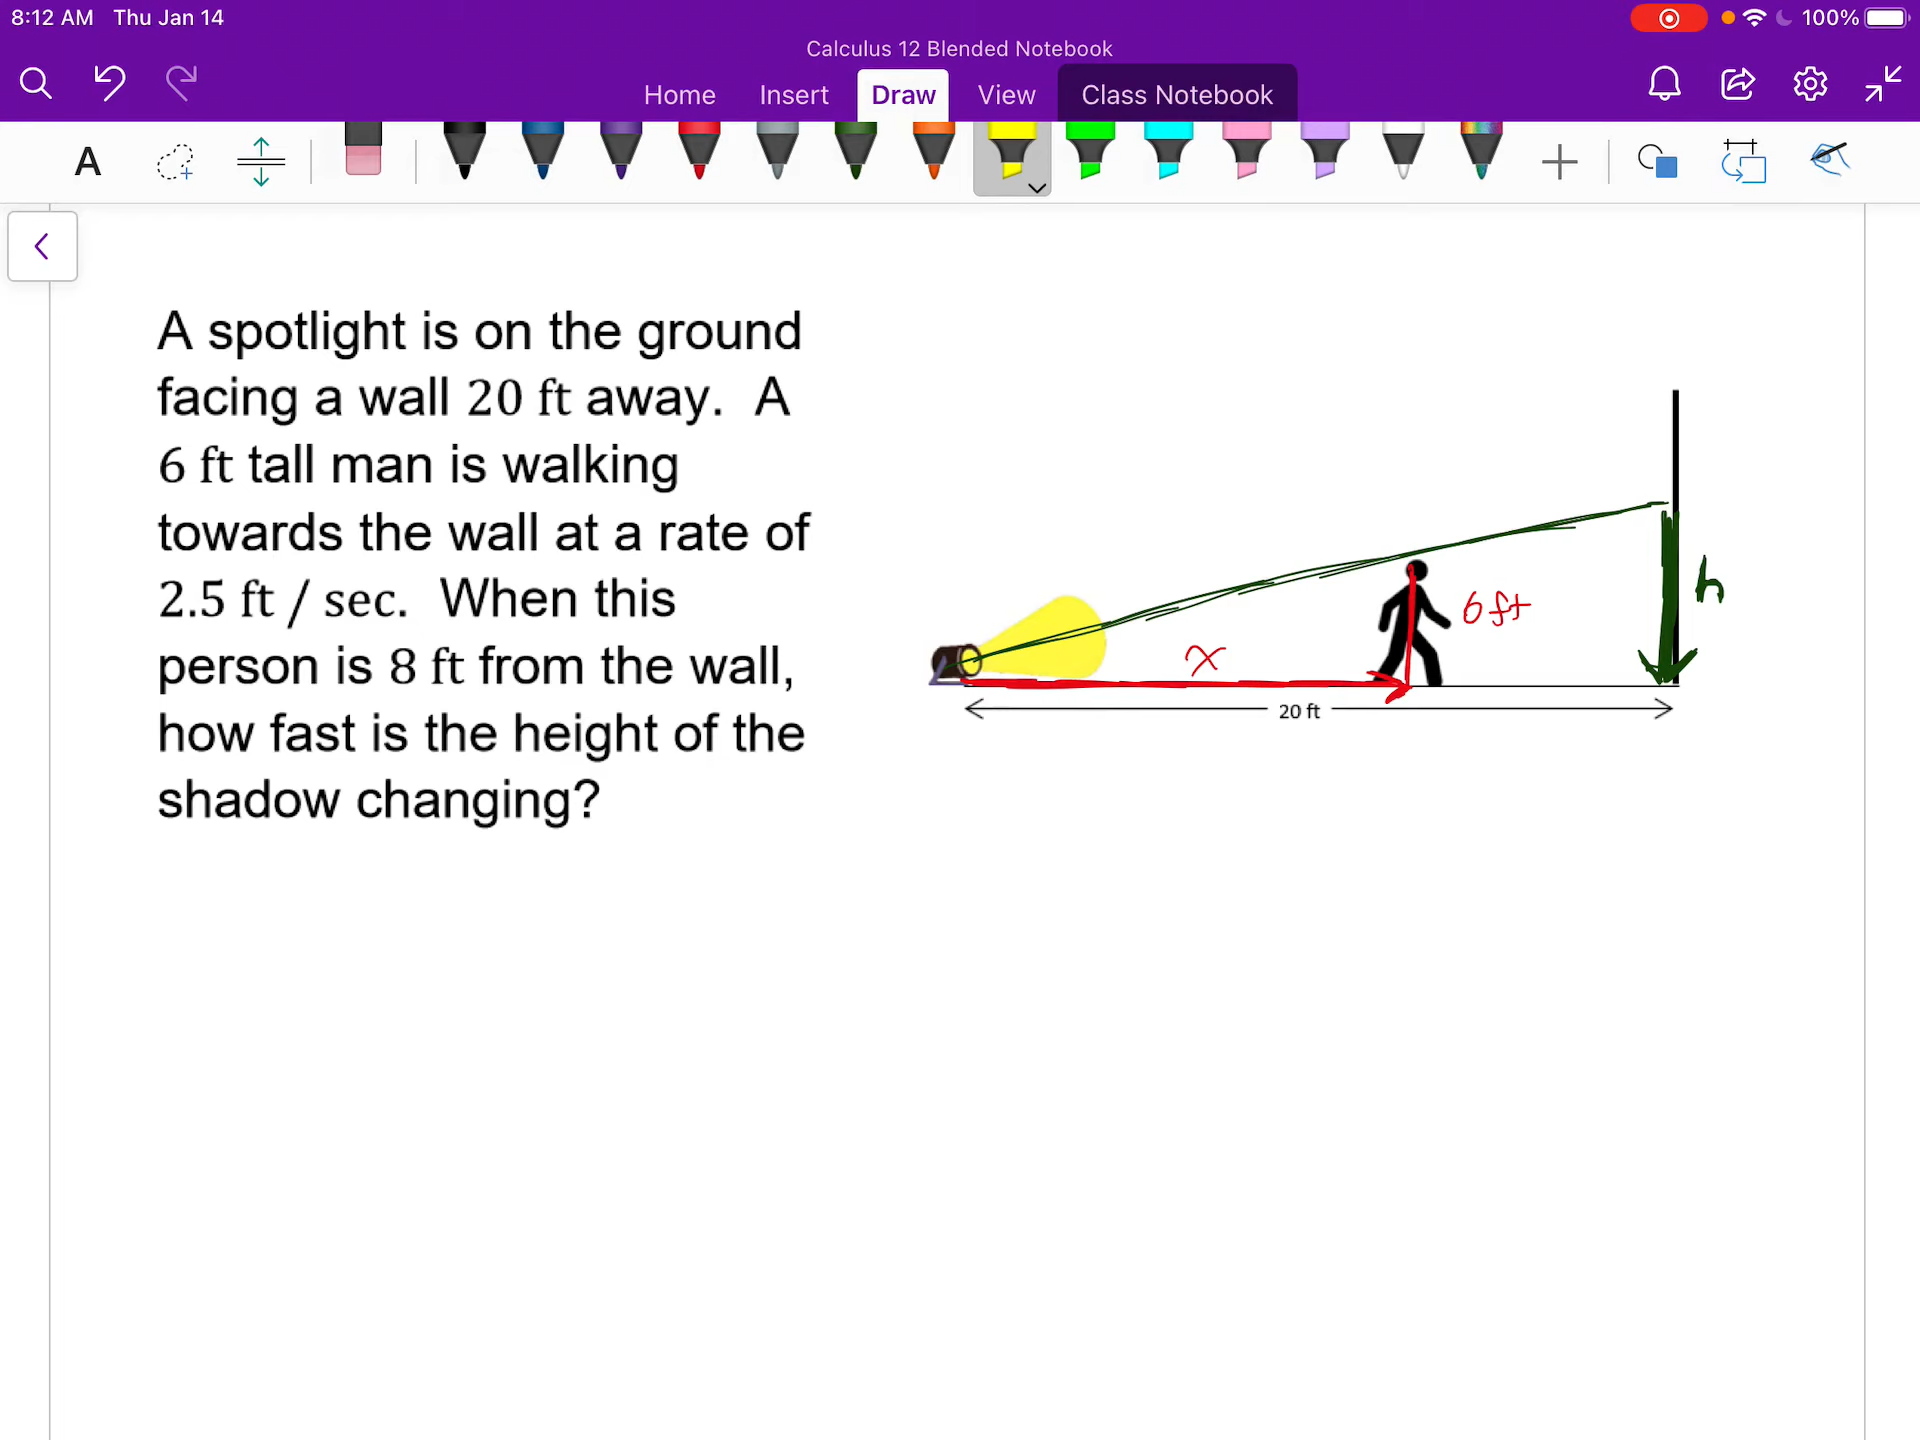 8:12 AM Thu Jan 14
100%
Calculus 12 Blended Notebook
Home Insert Draw View Class Notebook
A
A spotlight is on the ground
facing a wall 20 ft away. A
6 ft tall man is walking
towards the wall at a rate of
2.5 ft / sec. When this
person is 8 ft from the wall,
how fast is the height of the
shadow changing?
h
6 ft
x
20 ft